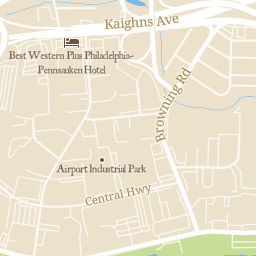 Kaighns Ave
Best Western Plus Philadelphia-
Pennsauken Hotel
Browning Rd
Airport Industrial Park
Central Hwy